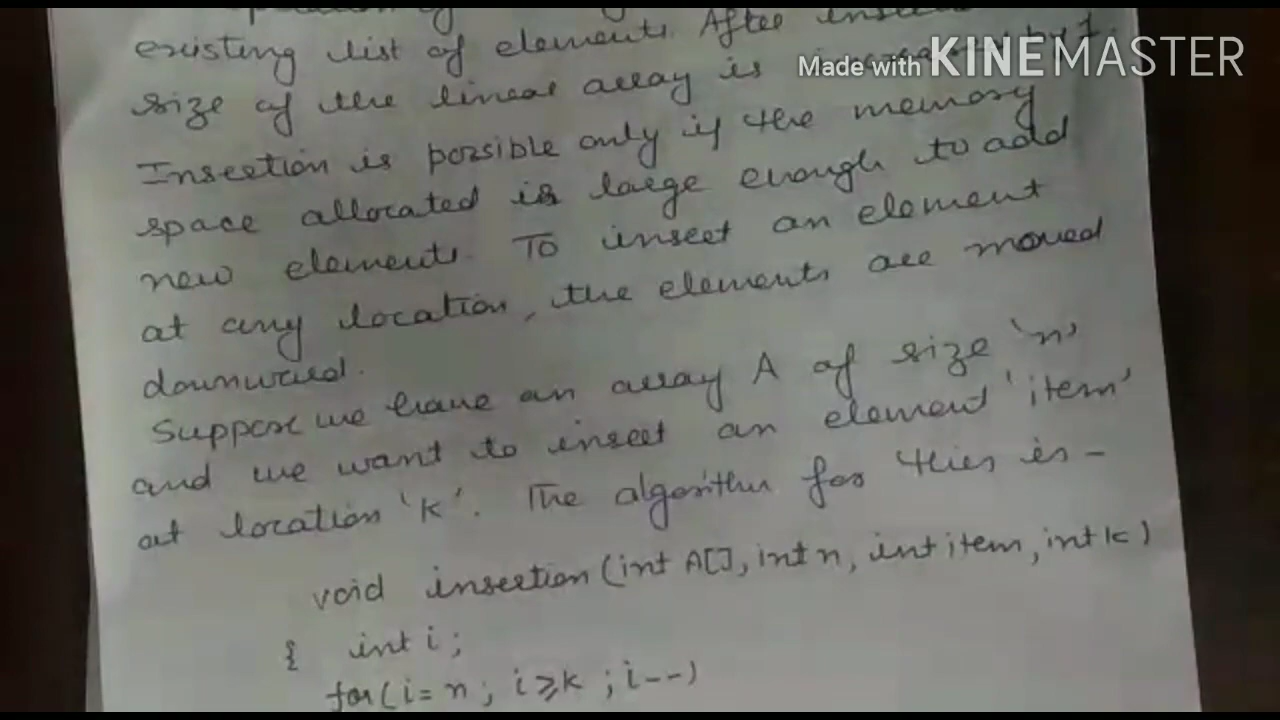 existing list of elements. After
size of the linear array is by 1.
Made with KINEMASTER
Insertion is possible only if the memory
space allocated is large enough to add
new elements. To insert an element
at any location, the elements are moved
downward.
Suppose we have an array A of size 'n'
and we want to insert an element 'item'
at location 'K'. The algorithm for this is -
void insertion (int A[], int n, int item, int k)
{ int i ;
for( i = n ; i ≥ k ; i -- )